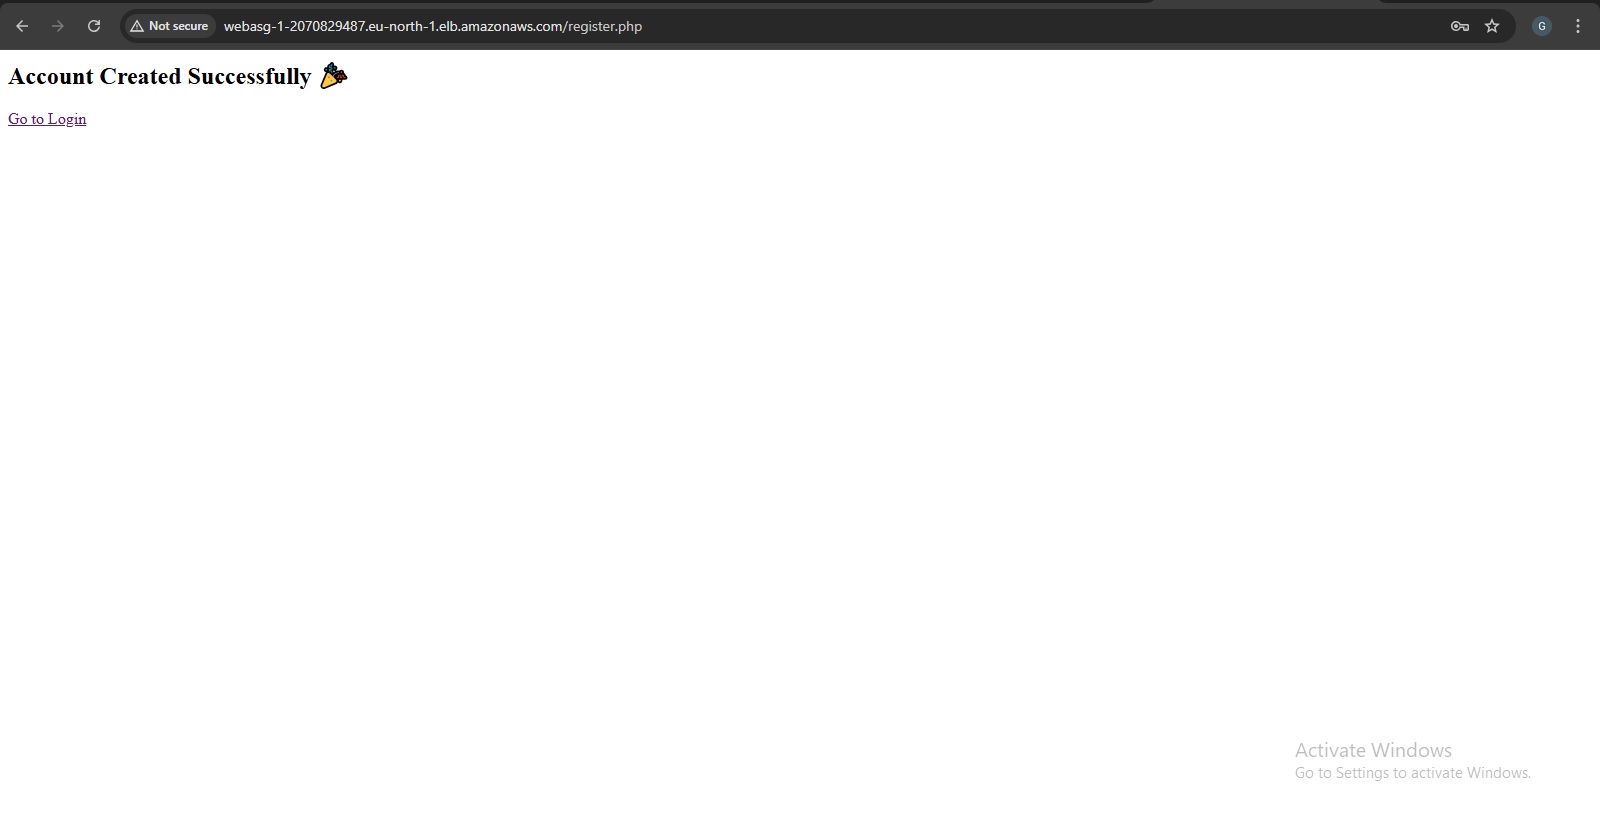 Not secure webasg-1-2070829487.eu-north-1.elb.amazonaws.com/register.php G
Account Created Successfully 🎉
Go to Login
Activate Windows
Go to Settings to activate Windows.